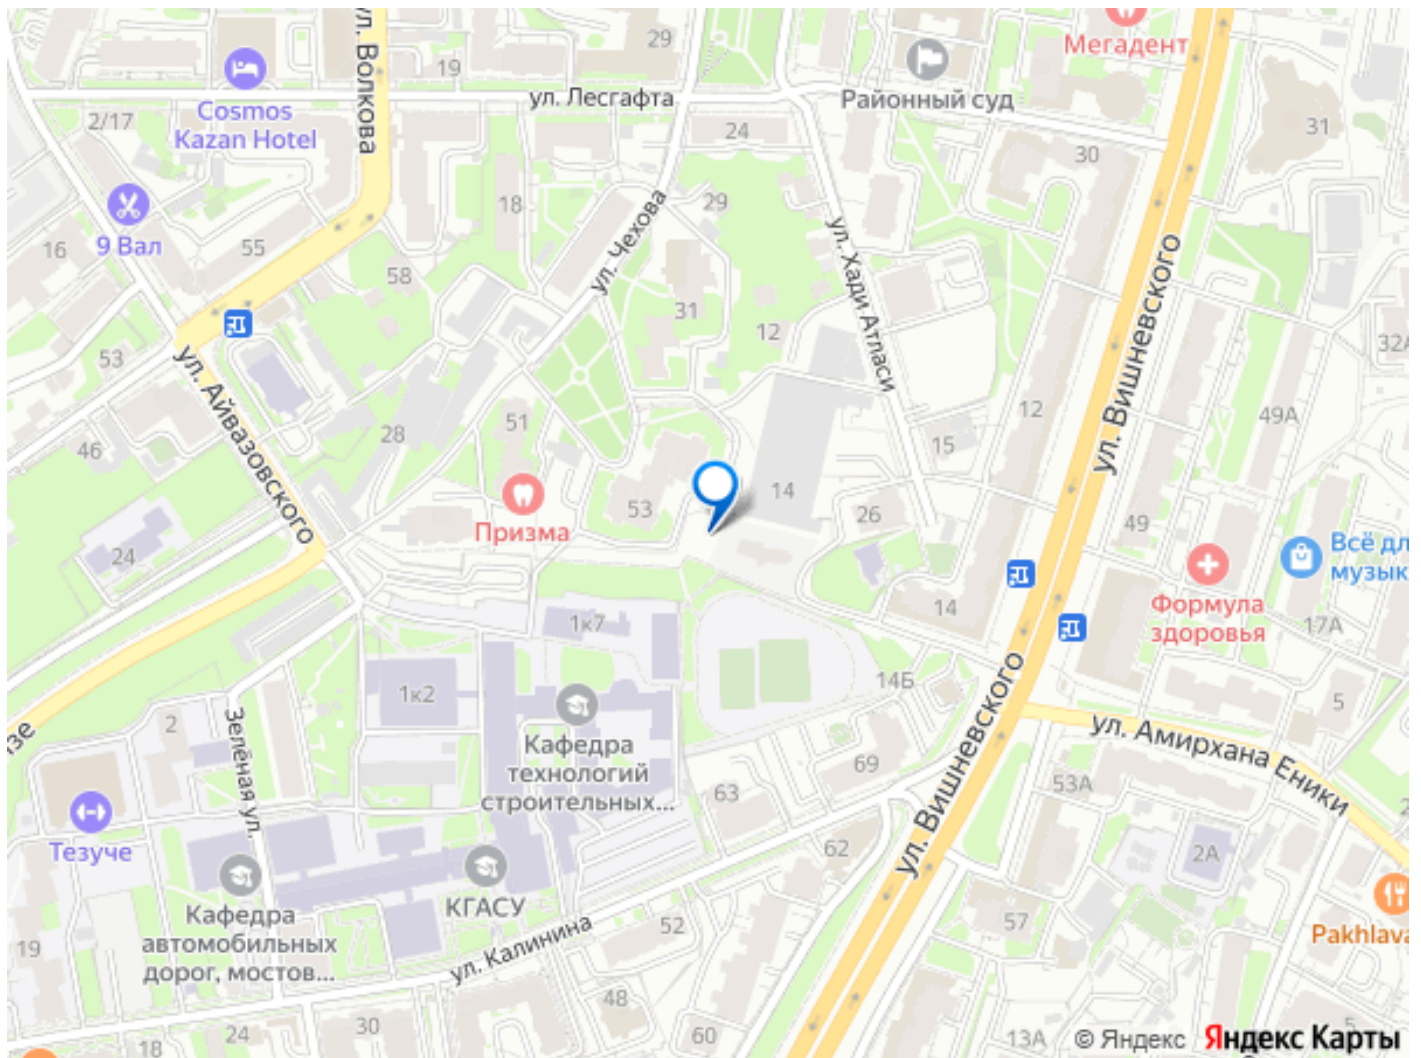 Мегадент
29
19
ул. Волкова
Cosmos
Kazan Hotel
ул. Лесгафта
Районный суд
2/17
24
31
30
9 Вал
18
29
ул. Чехова
16
55
58
ул. Хади Атласи
ул. Вишневского
31
12
32А
53
ул. Айвазовского
51
28
46
12
49А
15
Призма
53
14
26
49
24
Всё дл
музык
Формула
здоровья
14
17А
1к7
1к2
14Б
5
2
Зелёная ул.
зе
Кафедра
технологий
строительных...
ул. Вишневского
ул. Амирхана Еники
69
63
53А
Тезуче
62
2А
КГАСУ
Кафедра
автомобильных
дорог, мостов...
19
52
57
Pakhlava
ул. Калинина
48
30
24
18
60
13А
5
© Яндекс Яндекс Карты